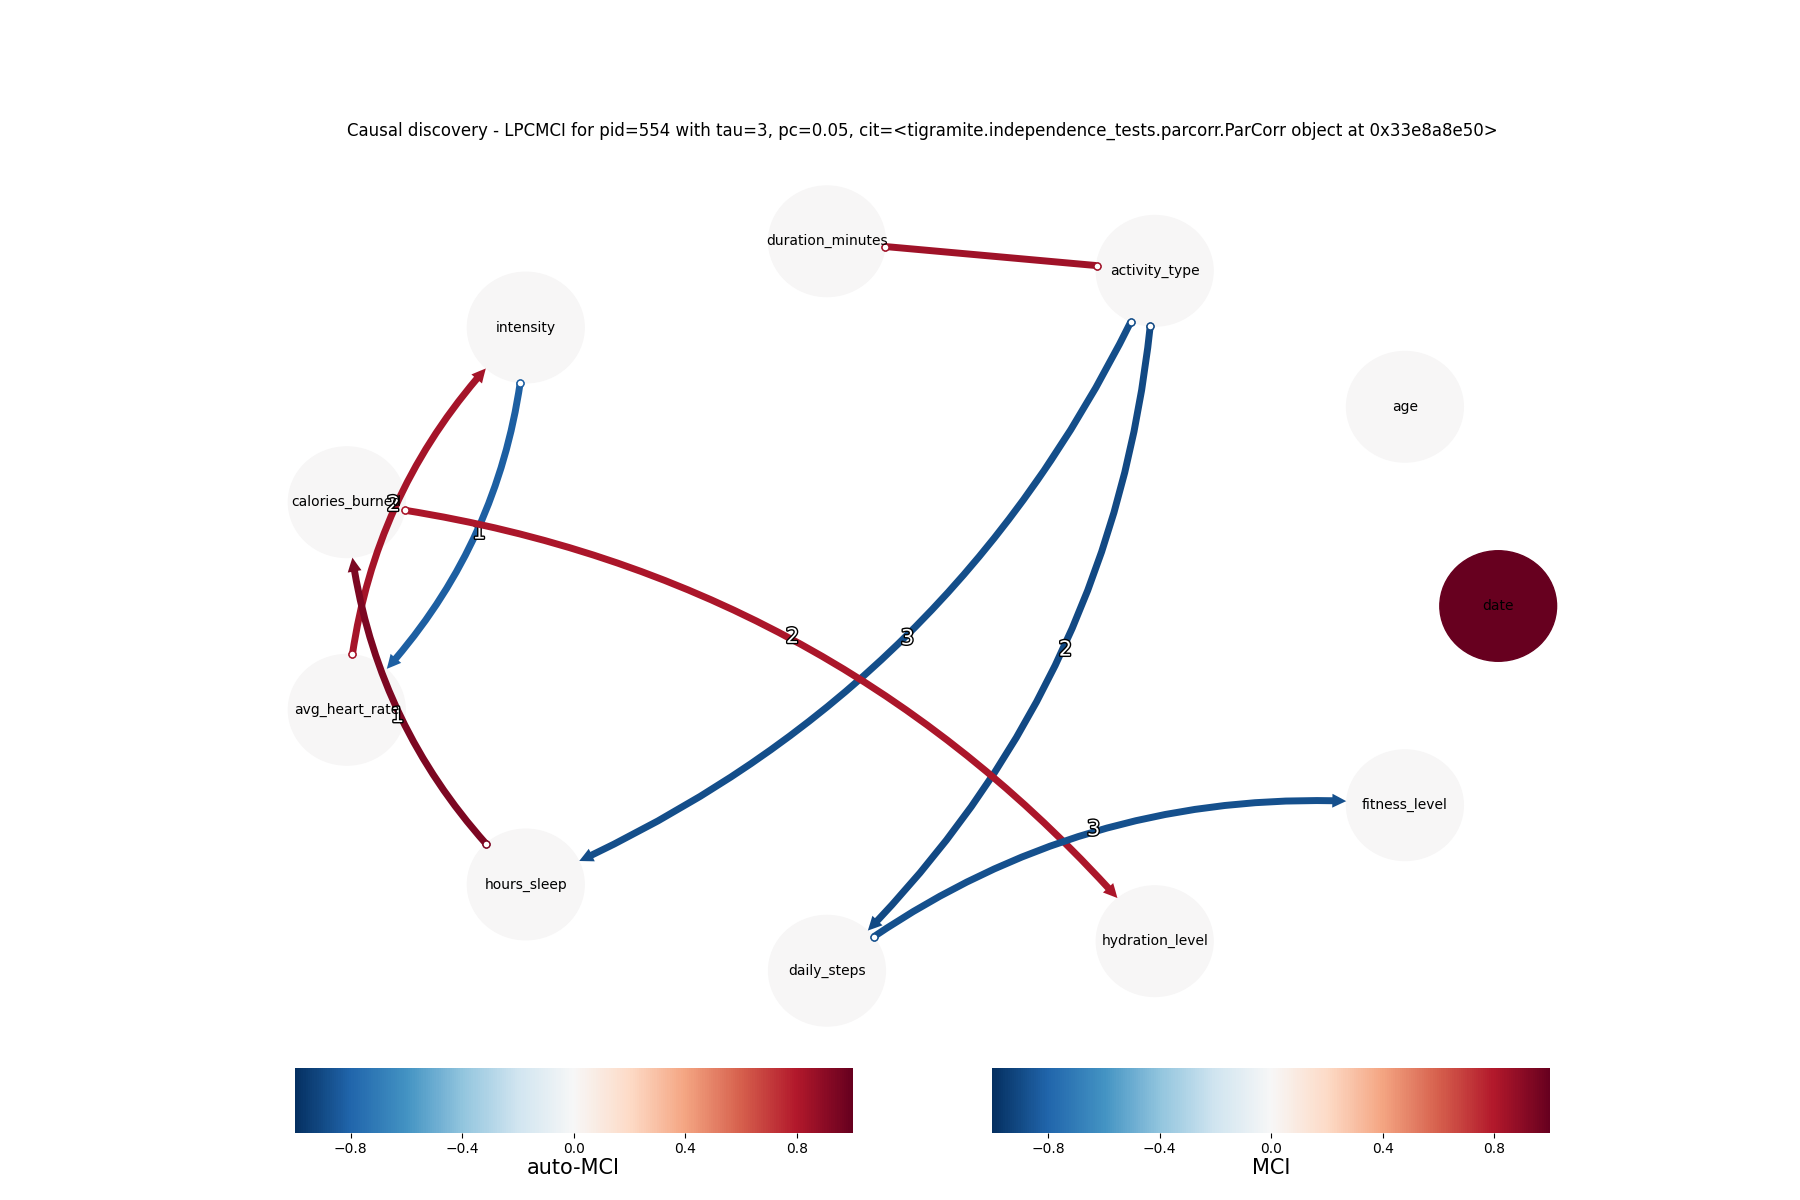 Causal discovery - LPCMCI for pid=554 with tau=3, pc=0.05, cit=<tigramite.independence_tests.parcorr.ParCorr object at 0x33e8a8e50>
duration_minutes
activity_type
intensity
age
calories_burned
2
1
date
2
3
2
avg_heart_rate
1
fitness_level
3
hours_sleep
hydration_level
daily_steps
−0.8 −0.4 0.0 0.4 0.8
auto-MCI
−0.8 −0.4 0.0 0.4 0.8
MCI